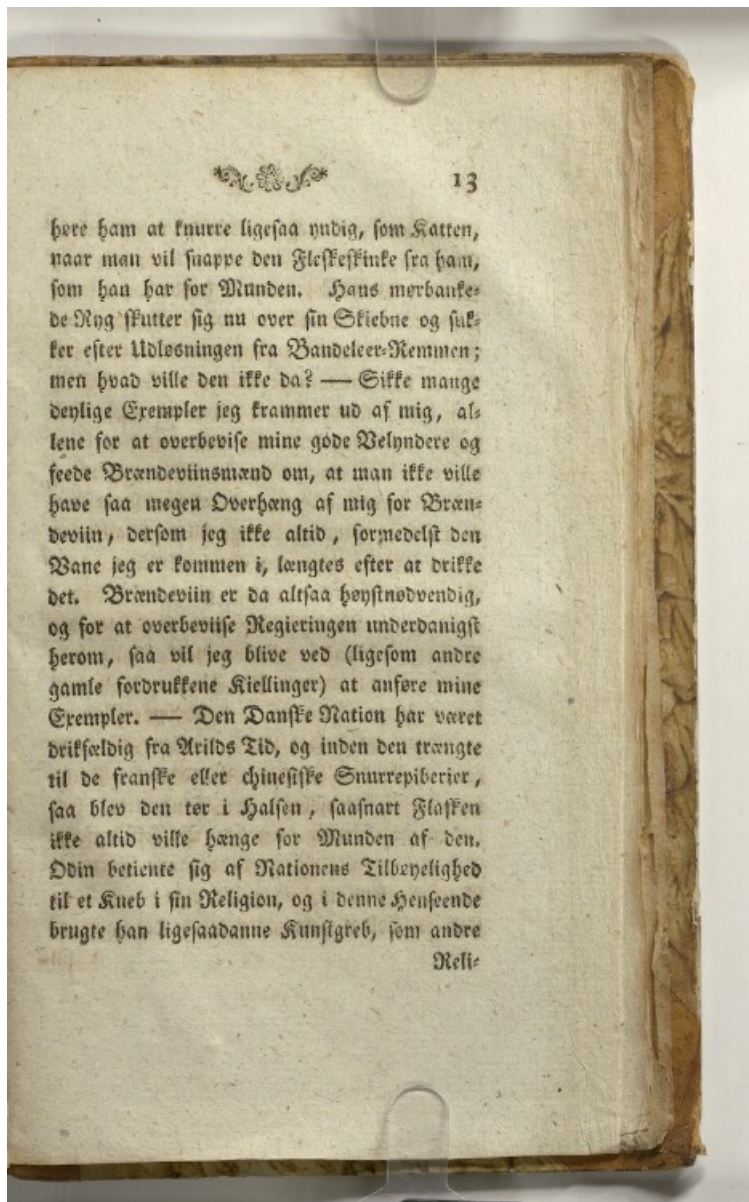 13
høre ham at knurre ligesaa yndig, som Katten,
naar man vil snappe den Fleskeskinke fra ham,
som han har for Munden. Hans mørbanke-
de Ryg skutter sig nu over sin Skiebne og suk-
ker efter Udløsningen fra Bandeleer-Remmen;
men hvad ville den ikke da? — Sikke mange
deylige Exempler jeg krammer ud af mig, al-
lene for at overbevise mine gode Velyndere og
feede Brændeviinsmænd om, at man ikke ville
have saa megen Overhæng af mig for Bræn-
deviin, dersom jeg ikke altid, formedelst den
Vane jeg er kommen i, længtes efter at drikke
det. Brændeviin er da altsaa høystnødvendig,
og for at overbeviise Regieringen underdanigst
herom, saa vil jeg blive ved (ligesom andre
gamle fordrukkene Kiellinger) at anføre mine
Exempler. — Den Danske Nation har været
drikfældig fra Arilds Tid, og inden den trængte
til de franske eller chinesiske Snurrepiberier,
saa blev den tør i Halsen, saasnart Flasken
ikke altid ville hænge for Munden af den.
Odin betiente sig af Nationens Tilbøyelighed
til et Kneb i sin Religion, og i denne Henseende
brugte han ligesaadanne Kunstgreb, som andre
Reli-